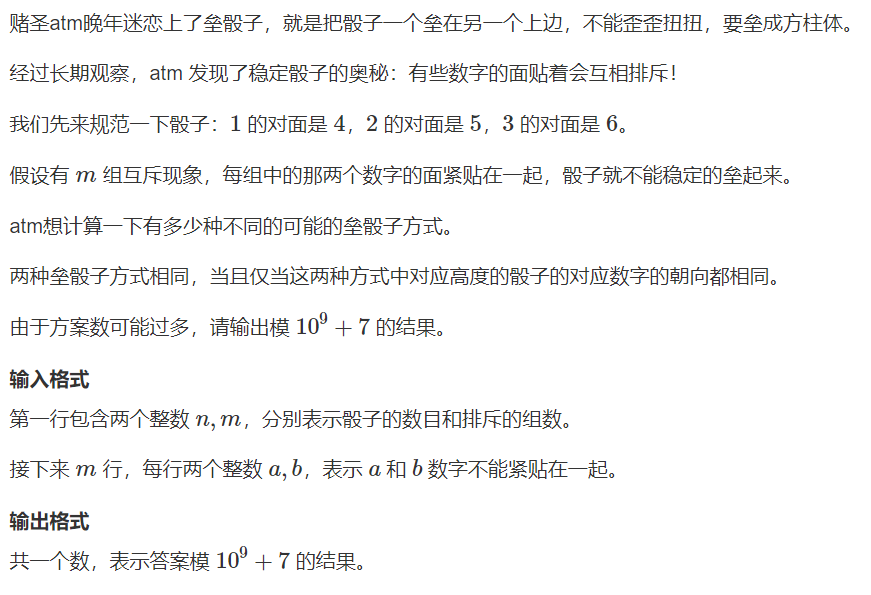 赌圣atm晚年迷恋上了垒骰子，就是把骰子一个垒在另一个上边，不能歪歪扭扭，要垒成方柱体。
经过长期观察，atm 发现了稳定骰子的奥秘：有些数字的面贴着会互相排斥！
我们先来规范一下骰子：1 的对面是 4，2 的对面是 5，3 的对面是 6。
假设有 m 组互斥现象，每组中的那两个数字的面紧贴在一起，骰子就不能稳定的垒起来。
atm想计算一下有多少种不同的可能的垒骰子方式。
两种垒骰子方式相同，当且仅当这两种方式中对应高度的骰子的对应数字的朝向都相同。
由于方案数可能过多，请输出模 10⁹ + 7 的结果。
输入格式
第一行包含两个整数 n, m，分别表示骰子的数目和排斥的组数。
接下来 m 行，每行两个整数 a, b，表示 a 和 b 数字不能紧贴在一起。
输出格式
共一个数，表示答案模 10⁹ + 7 的结果。